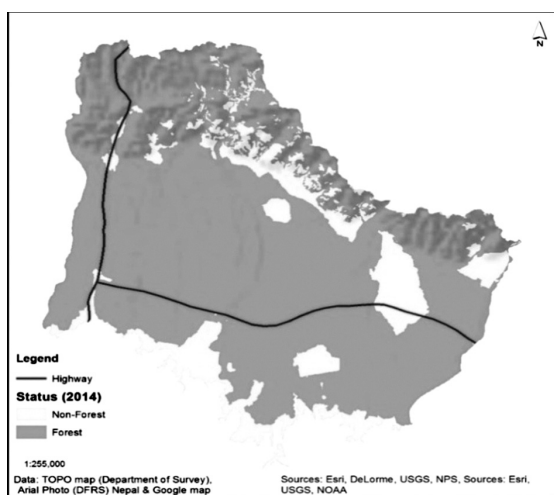 N
Legend
Highway
Status (2014)
Non-Forest
Forest
1:255,000
Data: TOPO map (Department of Survey),
Arial Photo (DFRS) Nepal & Google map
Sources: Esri, DeLorme, USGS, NPS, Sources: Esri,
USGS, NOAA